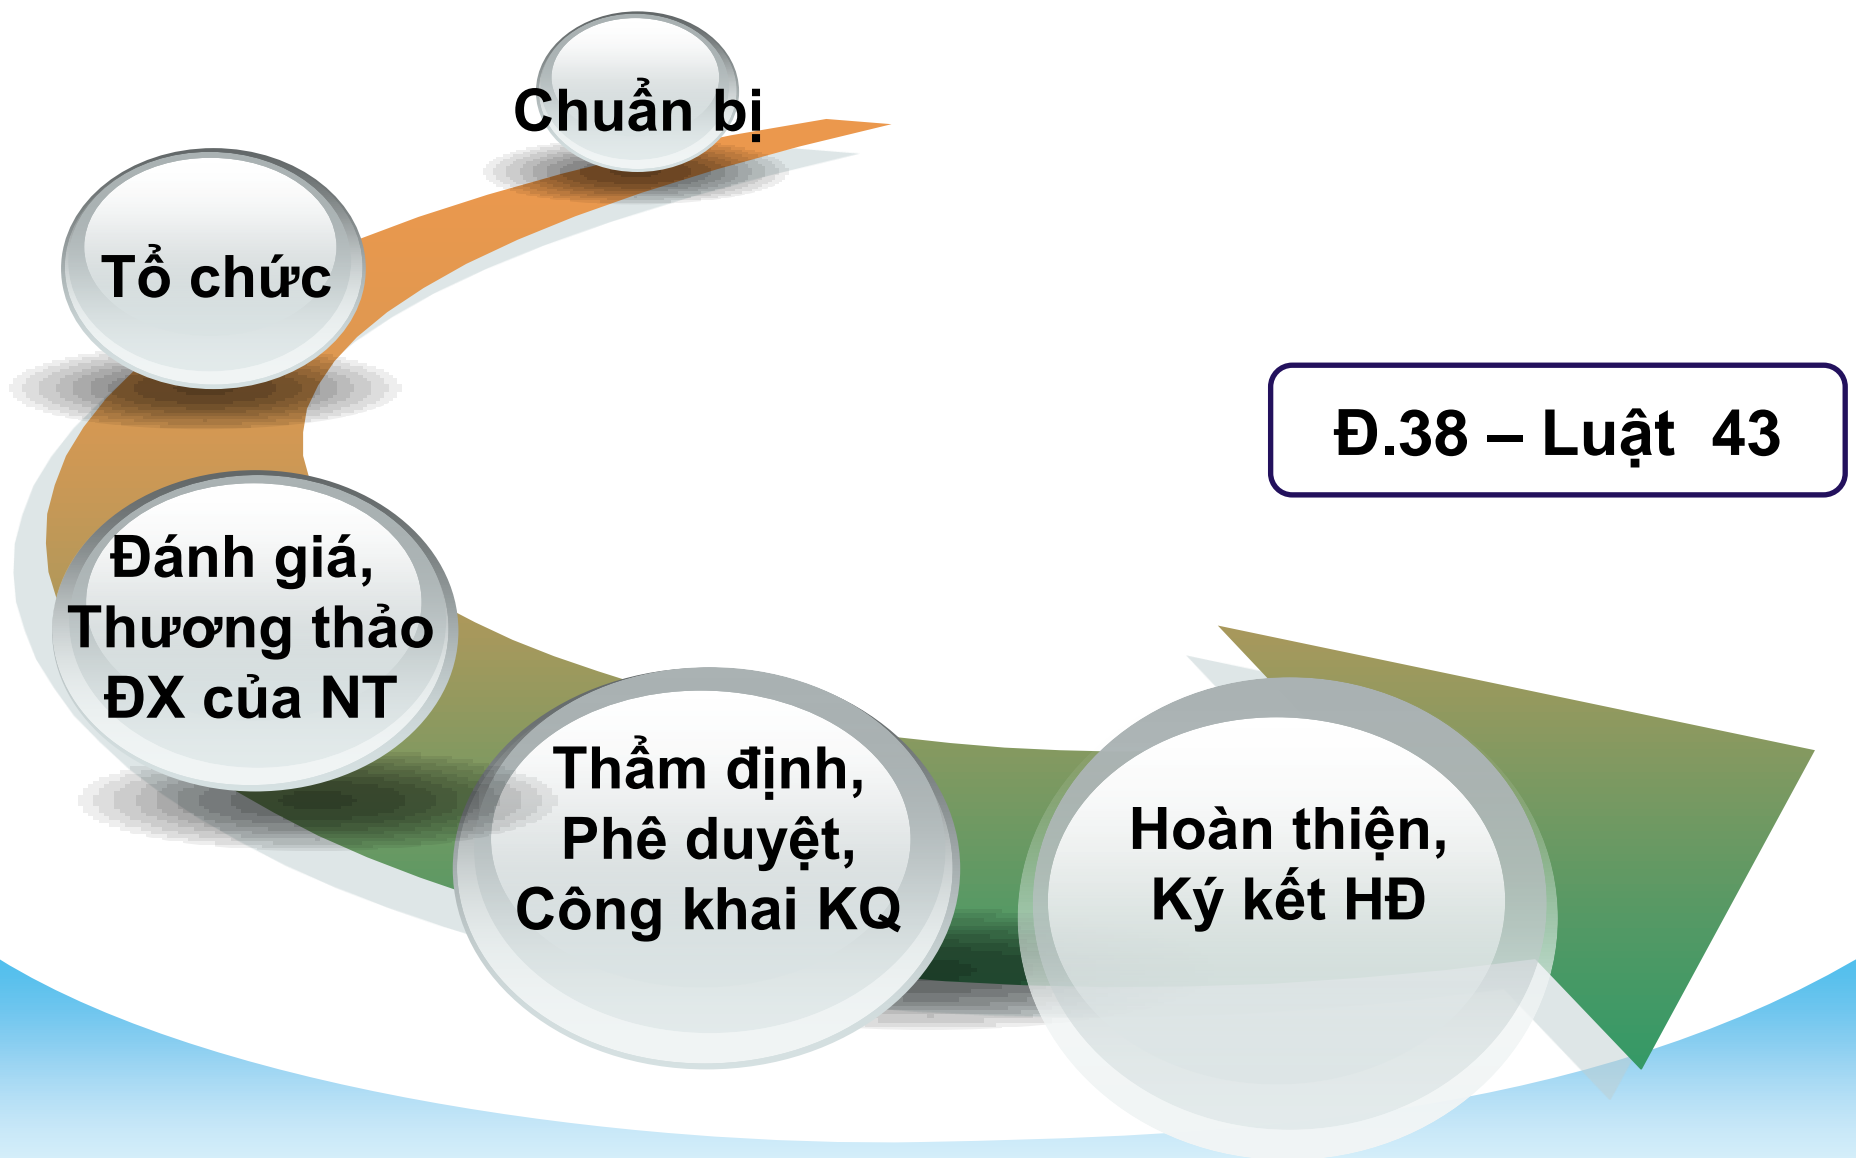 Chuẩn bị
Tổ chức
Đ.38 – Luật 43
Đánh giá,
Thương thảo
ĐX của NT
Thẩm định,
Phê duyệt,
Công khai KQ
Hoàn thiện,
Ký kết HĐ